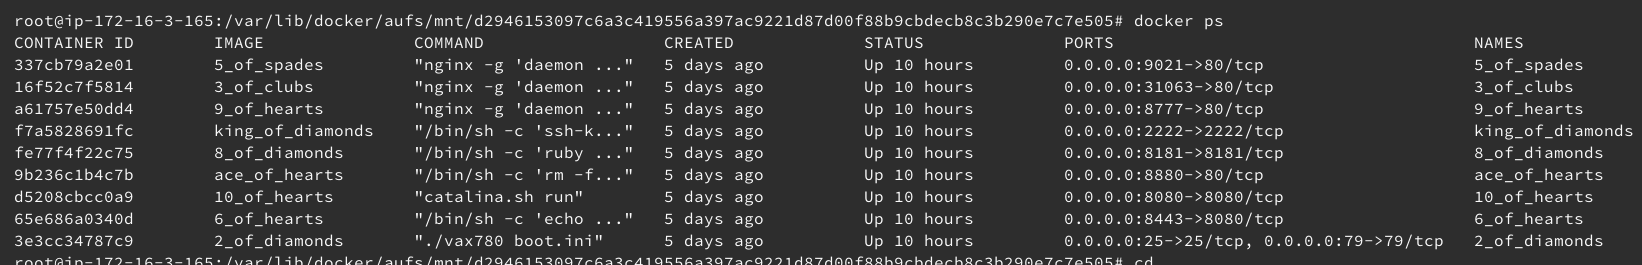 root@ip-172-16-3-165:/var/lib/docker/aufs/mnt/d2946153097c6a3c419556a397ac9221d87d00f88b9cbdecb8c3b290e7c7e505# docker ps
CONTAINER ID IMAGE COMMAND CREATED STATUS PORTS NAMES
337cb79a2e01 5_of_spades "nginx -g 'daemon ..." 5 days ago Up 10 hours 0.0.0.0:9021->80/tcp 5_of_spades
16f52c7f5814 3_of_clubs "nginx -g 'daemon ..." 5 days ago Up 10 hours 0.0.0.0:31063->80/tcp 3_of_clubs
a61757e50dd4 9_of_hearts "nginx -g 'daemon ..." 5 days ago Up 10 hours 0.0.0.0:8777->80/tcp 9_of_hearts
f7a5828691fc king_of_diamonds "/bin/sh -c 'ssh-k..." 5 days ago Up 10 hours 0.0.0.0:2222->2222/tcp king_of_diamonds
fe77f4f22c75 8_of_diamonds "/bin/sh -c 'ruby ..." 5 days ago Up 10 hours 0.0.0.0:8181->8181/tcp 8_of_diamonds
9b236c1b4c7b ace_of_hearts "/bin/sh -c 'rm -f..." 5 days ago Up 10 hours 0.0.0.0:8880->80/tcp ace_of_hearts
d5208cbcc0a9 10_of_hearts "catalina.sh run" 5 days ago Up 10 hours 0.0.0.0:8080->8080/tcp 10_of_hearts
65e686a0340d 6_of_hearts "/bin/sh -c 'echo ..." 5 days ago Up 10 hours 0.0.0.0:8443->8080/tcp 6_of_hearts
3e3cc34787c9 2_of_diamonds "./vax780 boot.ini" 5 days ago Up 10 hours 0.0.0.0:25->25/tcp, 0.0.0.0:79->79/tcp 2_of_diamonds
root@ip-172-16-3-165:/var/lib/docker/aufs/mnt/d2946153097c6a3c419556a397ac9221d87d00f88b9cbdecb8c3b290e7c7e505# cd